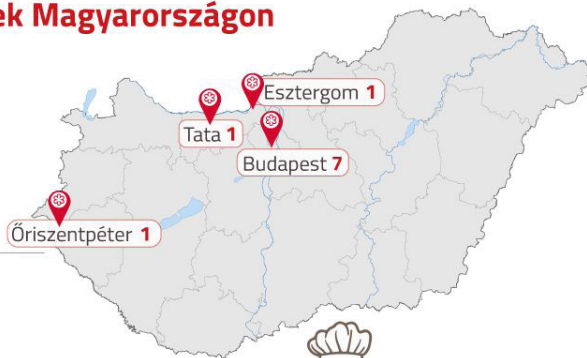 ek Magyarországon
Esztergom 1
Tata 1
Budapest 7
Őriszentpéter 1